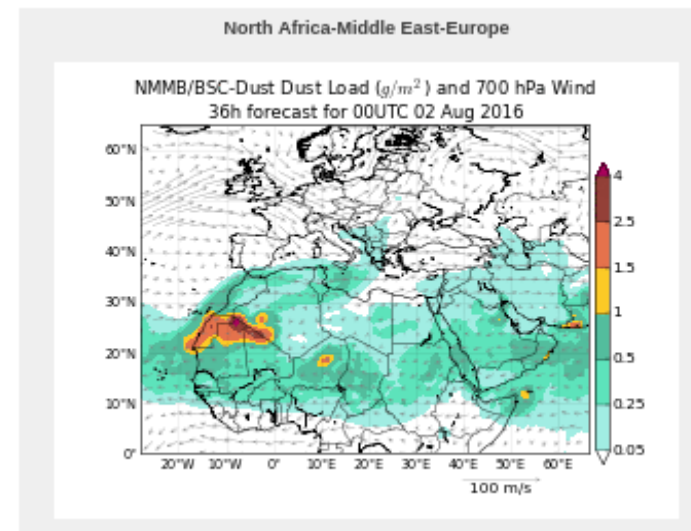 North Africa-Middle East-Europe
NMMB/BSC-Dust Dust Load (g/m²) and 700 hPa Wind
36h forecast for 00UTC 02 Aug 2016
60°N
50°N
40°N
30°N
20°N
10°N
0°
20°W 10°W 0° 10°E 20°E 30°E 40°E 50°E 60°E
4
2.5
1.5
1
0.5
0.25
0.05
100 m/s